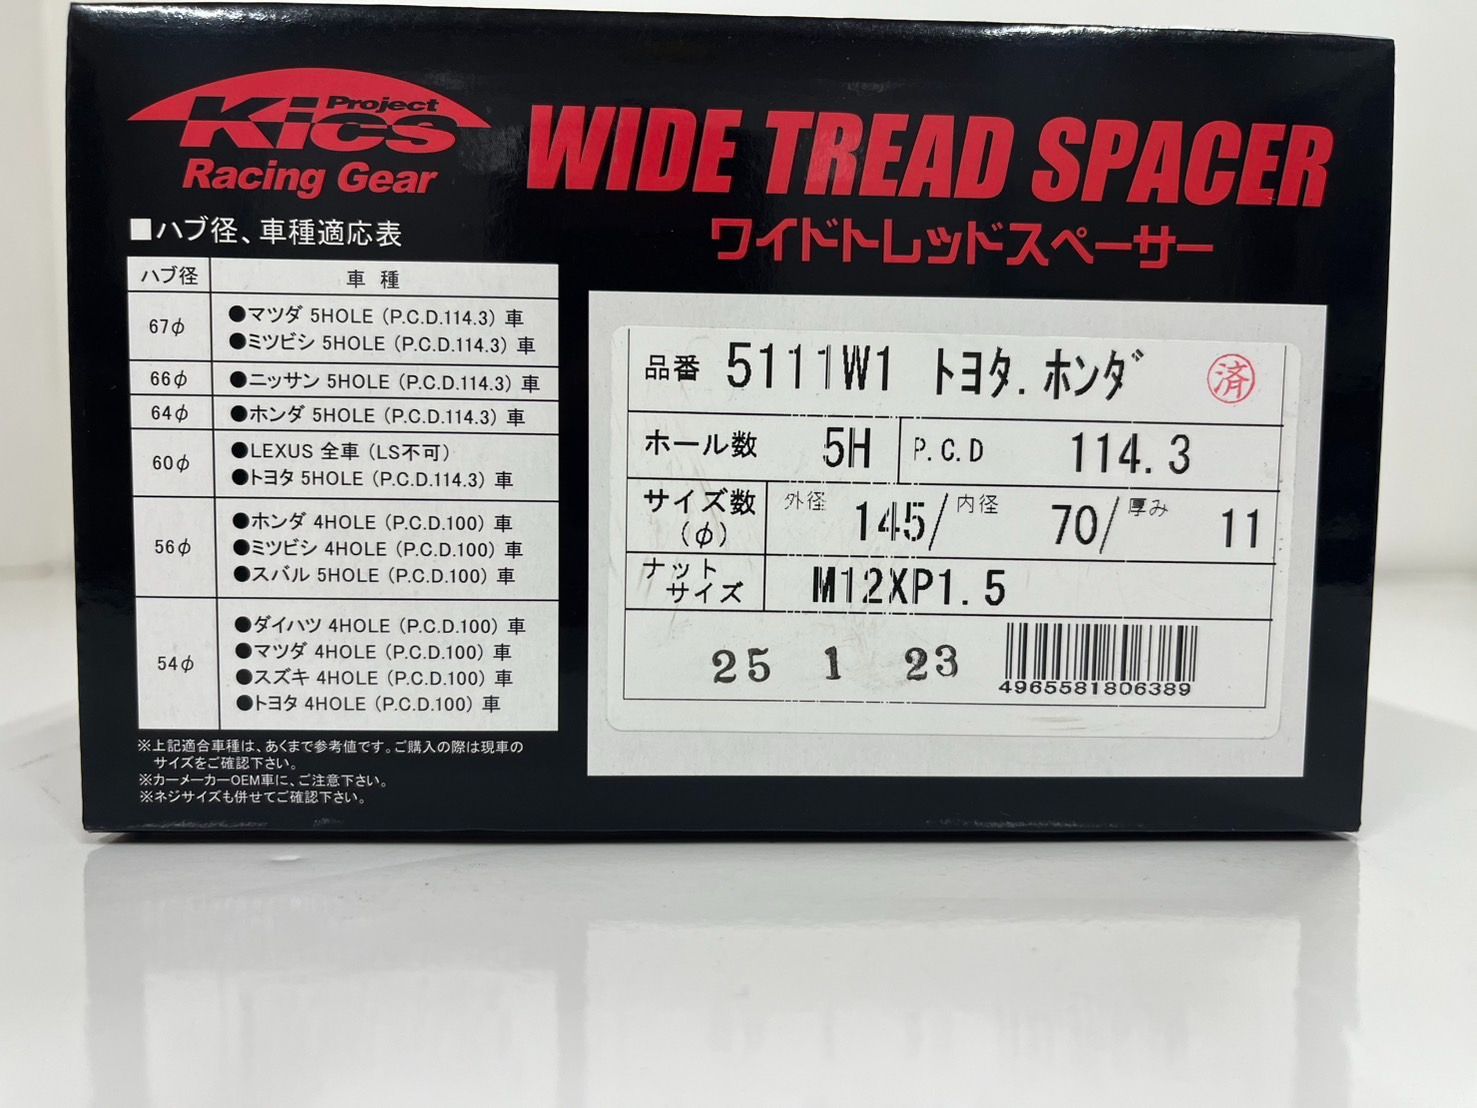 Project
Kics
Racing Gear
WIDE TREAD SPACER
ワイドトレッドスペーサー
■ハブ径、車種適応表
ハブ径 車種
67φ ●マツダ 5HOLE (P.C.D.114.3) 車
●ミツビシ 5HOLE (P.C.D.114.3) 車
66φ ●ニッサン 5HOLE (P.C.D.114.3) 車
64φ ●ホンダ 5HOLE (P.C.D.114.3) 車
60φ ●LEXUS 全車 (LS不可)
●トヨタ 5HOLE (P.C.D.114.3) 車
56φ ●ホンダ 4HOLE (P.C.D.100) 車
●ミツビシ 4HOLE (P.C.D.100) 車
●スバル 5HOLE (P.C.D.100) 車
54φ ●ダイハツ 4HOLE (P.C.D.100) 車
●マツダ 4HOLE (P.C.D.100) 車
●スズキ 4HOLE (P.C.D.100) 車
●トヨタ 4HOLE (P.C.D.100) 車
※上記適合車種は、あくまで参考値です。ご購入の際は現車の
サイズをご確認下さい。
※カーメーカーOEM車に、ご注意下さい。
※ネジサイズも併せてご確認下さい。
品番 5111W1 トヨタ.ホンダ 済
ホール数 5H P.C.D 114.3
サイズ数 (φ) 外径 145/ 内径 70/ 厚み 11
ナットサイズ M12XP1.5
25 1 23
4965581806389